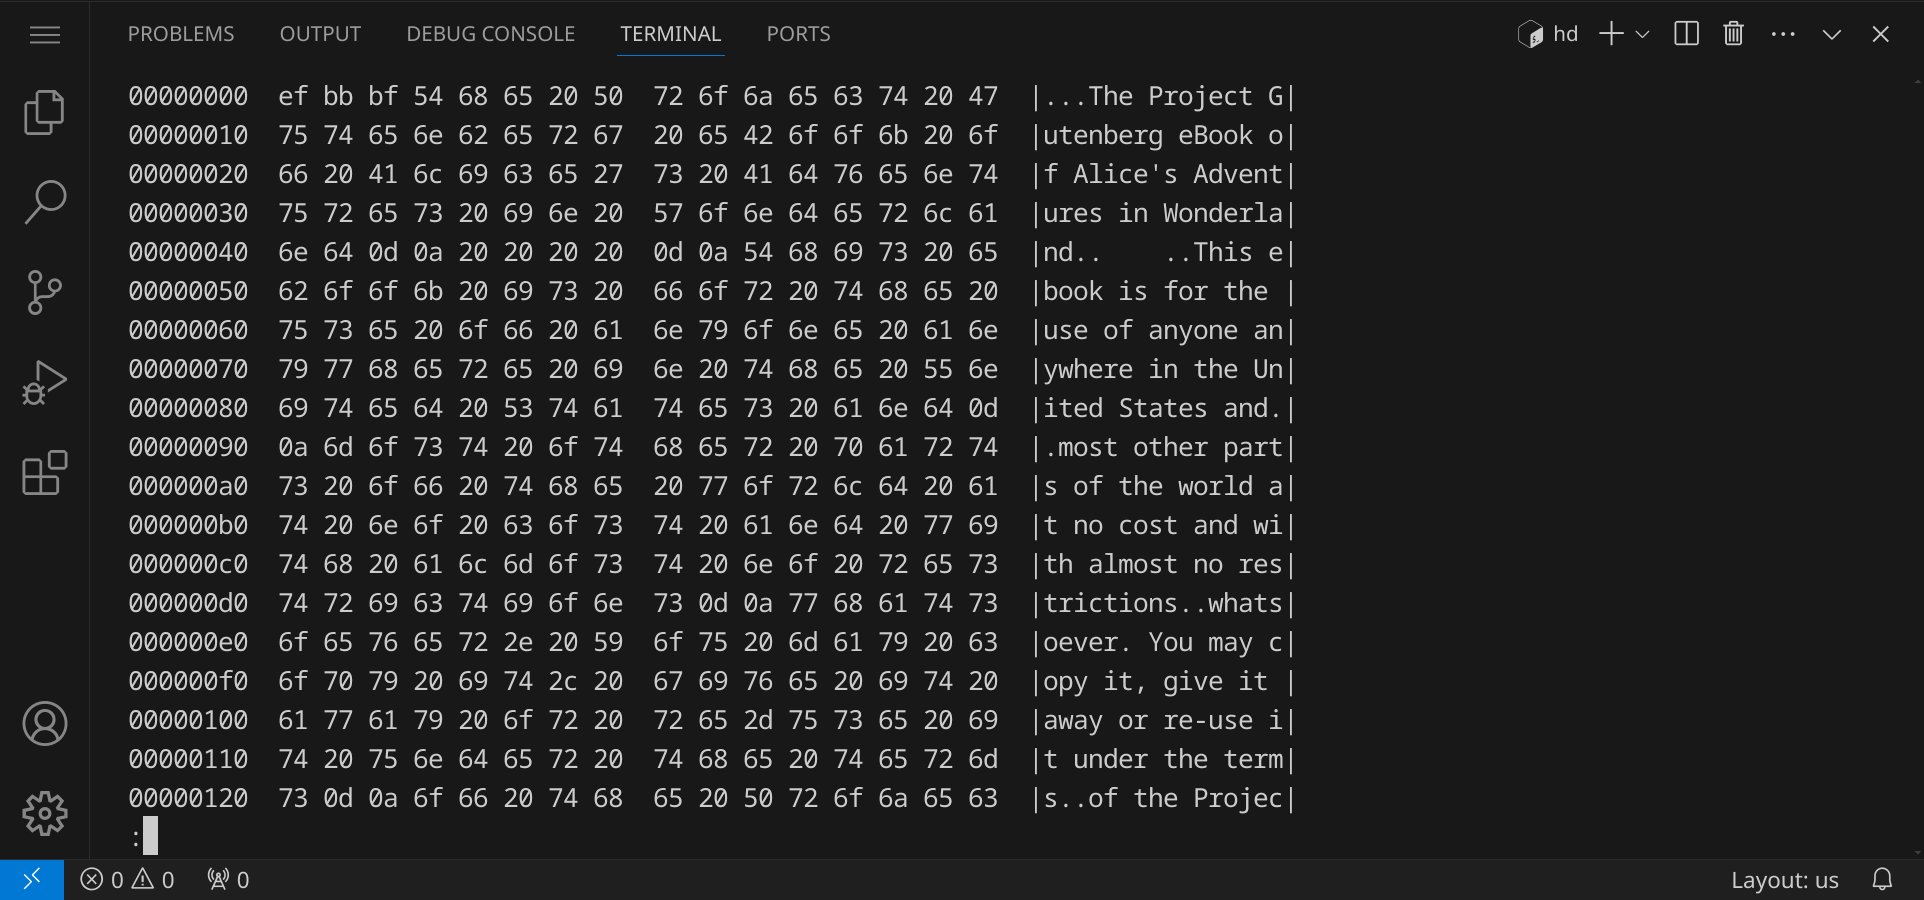 PROBLEMS OUTPUT DEBUG CONSOLE TERMINAL PORTS hd
00000000  ef bb bf 54 68 65 20 50  72 6f 6a 65 63 74 20 47  |...The Project G|
00000010  75 74 65 6e 62 65 72 67  20 65 42 6f 6f 6b 20 6f  |utenberg eBook o|
00000020  66 20 41 6c 69 63 65 27  73 20 41 64 76 65 6e 74  |f Alice's Advent|
00000030  75 72 65 73 20 69 6e 20  57 6f 6e 64 65 72 6c 61  |ures in Wonderla|
00000040  6e 64 0d 0a 20 20 20 20  0d 0a 54 68 69 73 20 65  |nd..    ..This e|
00000050  62 6f 6f 6b 20 69 73 20  66 6f 72 20 74 68 65 20  |book is for the |
00000060  75 73 65 20 6f 66 20 61  6e 79 6f 6e 65 20 61 6e  |use of anyone an|
00000070  79 77 68 65 72 65 20 69  6e 20 74 68 65 20 55 6e  |ywhere in the Un|
00000080  69 74 65 64 20 53 74 61  74 65 73 20 61 6e 64 0d  |ited States and.|
00000090  0a 6d 6f 73 74 20 6f 74  68 65 72 20 70 61 72 74  |.most other part|
000000a0  73 20 6f 66 20 74 68 65  20 77 6f 72 6c 64 20 61  |s of the world a|
000000b0  74 20 6e 6f 20 63 6f 73  74 20 61 6e 64 20 77 69  |t no cost and wi|
000000c0  74 68 20 61 6c 6d 6f 73  74 20 6e 6f 20 72 65 73  |th almost no res|
000000d0  74 72 69 63 74 69 6f 6e  73 0d 0a 77 68 61 74 73  |trictions..whats|
000000e0  6f 65 76 65 72 2e 20 59  6f 75 20 6d 61 79 20 63  |oever. You may c|
000000f0  6f 70 79 20 69 74 2c 20  67 69 76 65 20 69 74 20  |opy it, give it |
00000100  61 77 61 79 20 6f 72 20  72 65 2d 75 73 65 20 69  |away or re-use i|
00000110  74 20 75 6e 64 65 72 20  74 68 65 20 74 65 72 6d  |t under the term|
00000120  73 0d 0a 6f 66 20 74 68  65 20 50 72 6f 6a 65 63  |s..of the Projec|
:
0 0 0 Layout: us